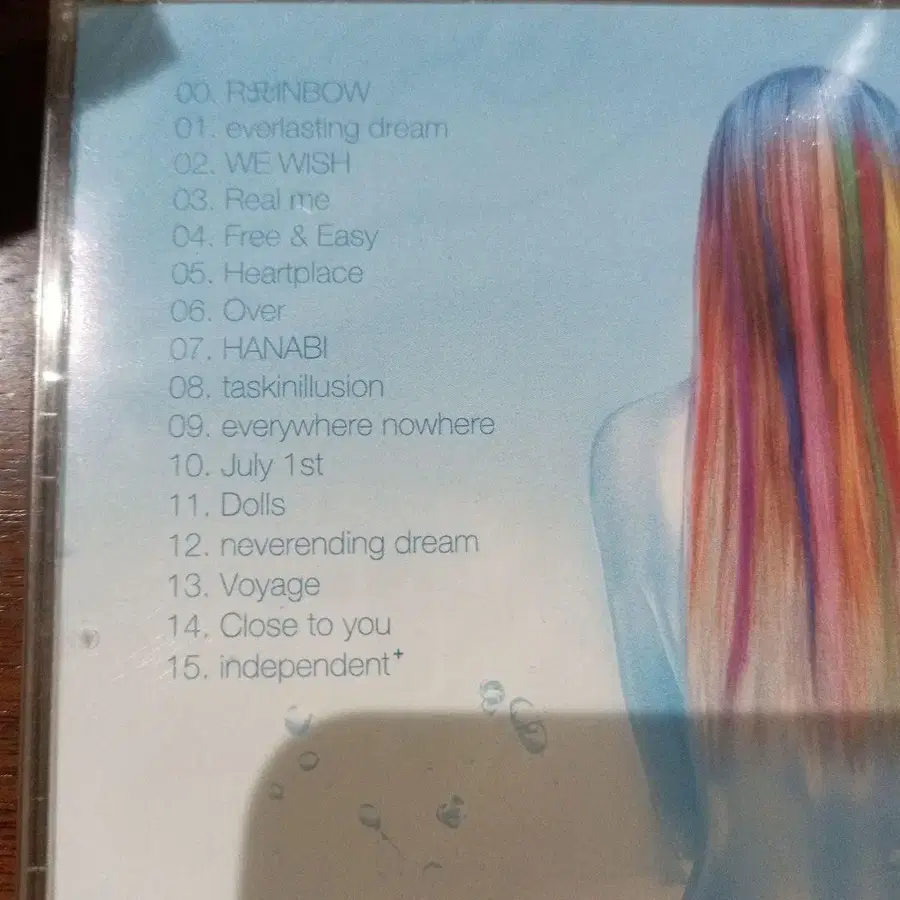 00. RAINBOW
01. everlasting dream
02. WE WISH
03. Real me
04. Free & Easy
05. Heartplace
06. Over
07. HANABI
08. taskinillusion
09. everywhere nowhere
10. July 1st
11. Dolls
12. neverending dream
13. Voyage
14. Close to you
15. independent⁺